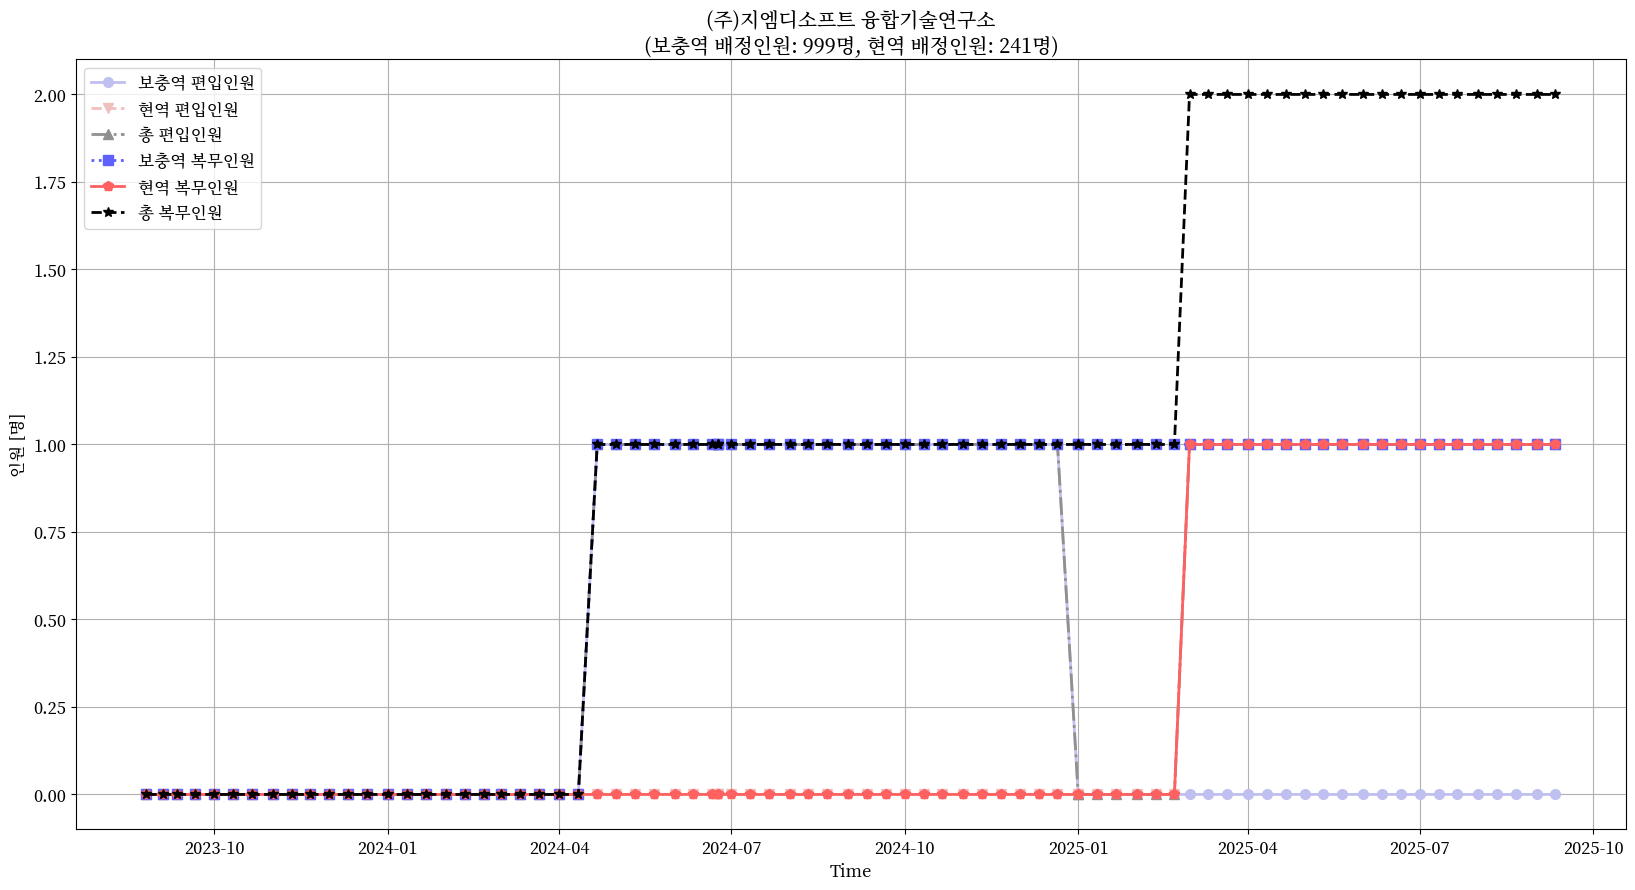 (주)지엠디소프트 융합기술연구소
(보충역 배정인원: 999명, 현역 배정인원: 241명)
보충역 편입인원
현역 편입인원
총 편입인원
보충역 복무인원
현역 복무인원
총 복무인원
2.00
1.75
1.50
1.25
1.00
0.75
0.50
0.25
0.00
인원 [명]
2023-10
2024-01
2024-04
2024-07
2024-10
2025-01
2025-04
2025-07
2025-10
Time